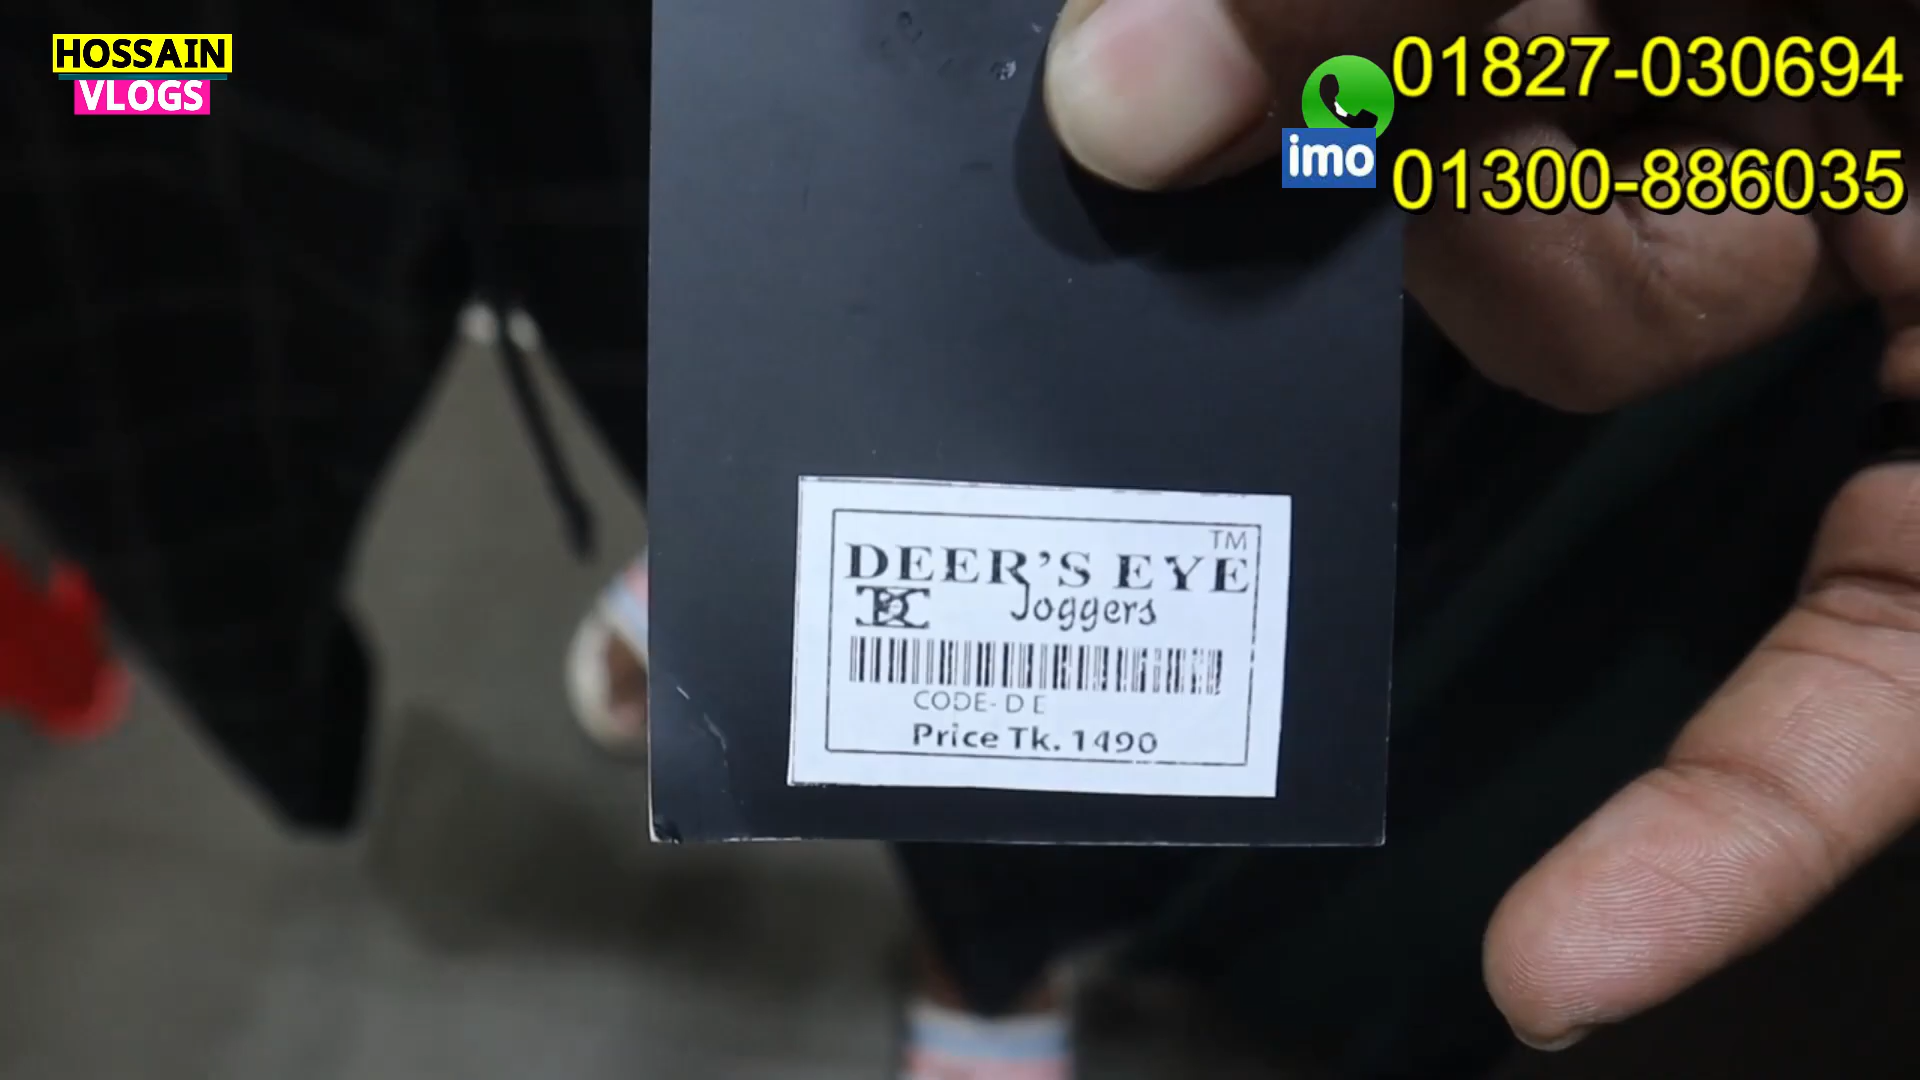 HOSSAIN
VLOGS
01827-030694
imo
01300-886035
TM
DEER'S EYE
Joggers
CODE- D E
Price Tk. 1490